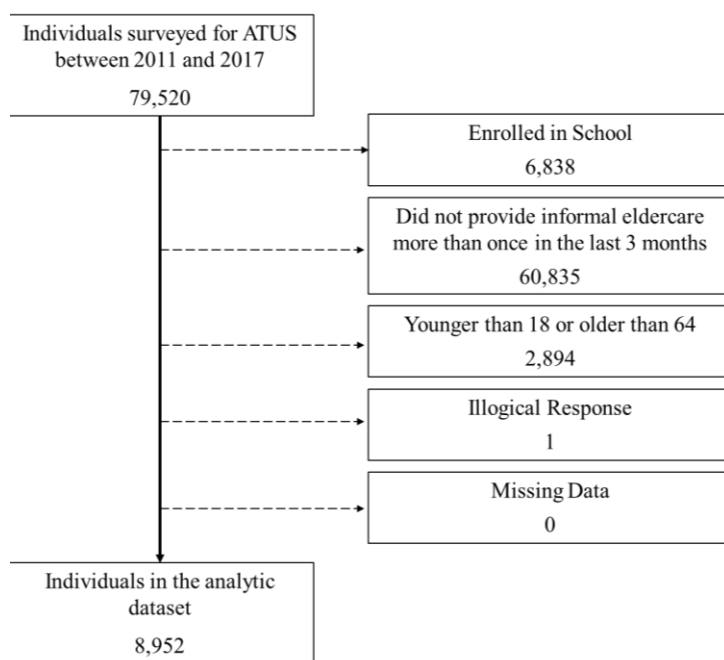 Individuals surveyed for ATUS
between 2011 and 2017
79,520
Enrolled in School
6,838
Did not provide informal eldercare
more than once in the last 3 months
60,835
Younger than 18 or older than 64
2,894
Illogical Response
1
Missing Data
0
Individuals in the analytic
dataset
8,952